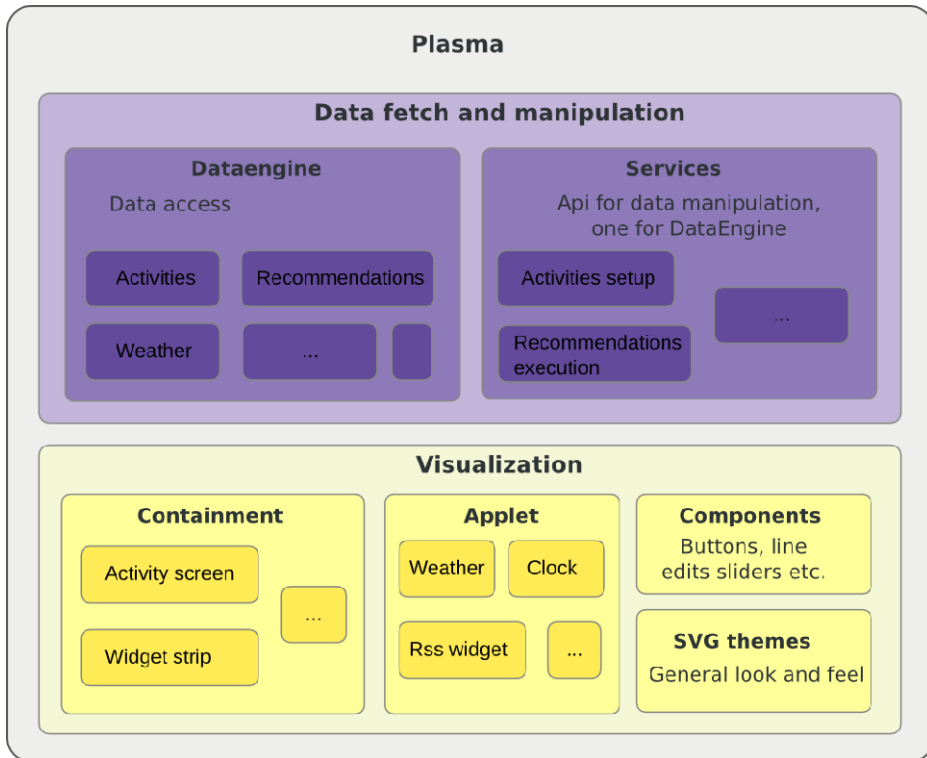 Plasma
Data fetch and manipulation
Dataengine
Data access
Activities
Recommendations
Weather
...
Services
Api for data manipulation,
one for DataEngine
Activities setup
...
Recommendations
execution
Visualization
Containment
Activity screen
...
Widget strip
Applet
Weather
Clock
Rss widget
...
Components
Buttons, line
edits sliders etc.
SVG themes
General look and feel